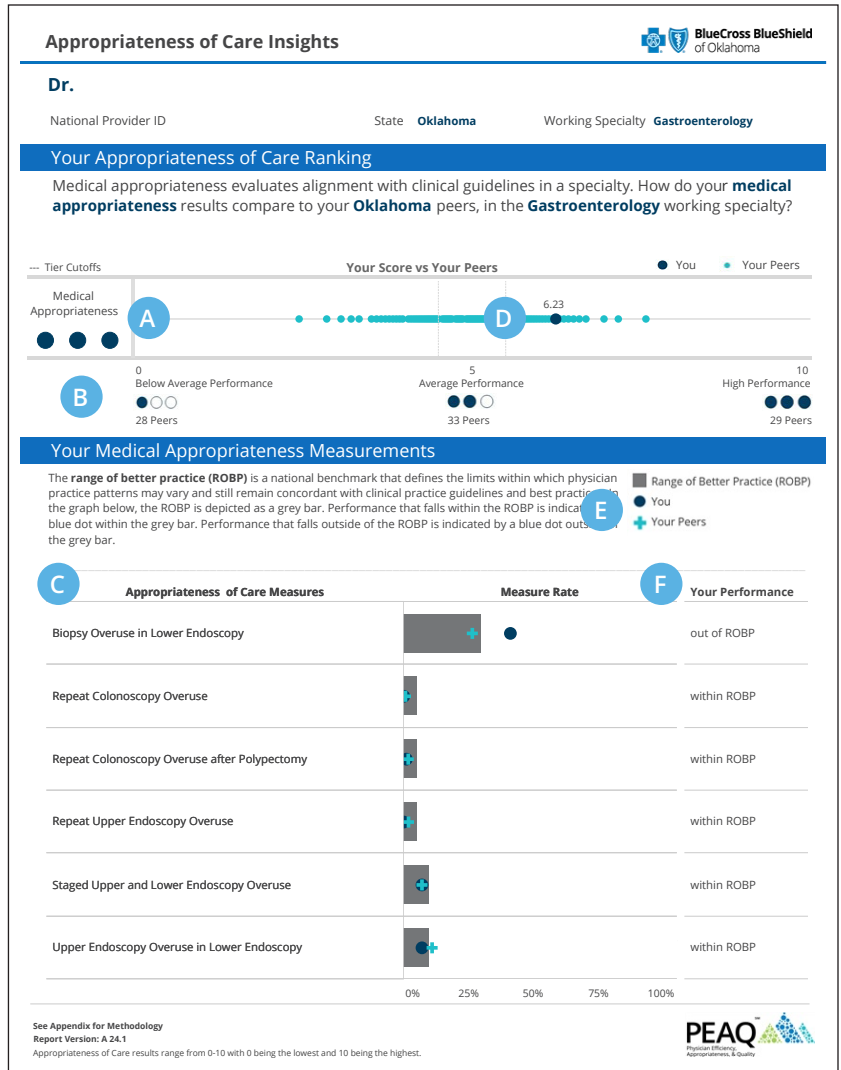 Appropriateness of Care Insights
BlueCross BlueShield
of Oklahoma
Dr.
National Provider ID
State Oklahoma
Working Specialty Gastroenterology
Your Appropriateness of Care Ranking
Medical appropriateness evaluates alignment with clinical guidelines in a specialty. How do your medical
appropriateness results compare to your Oklahoma peers, in the Gastroenterology working specialty?
--- Tier Cutoffs
Your Score vs Your Peers
You
Your Peers
Medical
Appropriateness
A
D
6.23
B
0
5
10
Below Average Performance
Average Performance
High Performance
28 Peers
33 Peers
29 Peers
Your Medical Appropriateness Measurements
The range of better practice (ROBP) is a national benchmark that defines the limits within which physician
practice patterns may vary and still remain concordant with clinical practice guidelines and best
the graph below, the ROBP is depicted as a grey bar. Performance that falls within the ROBP is
blue dot within the grey bar. Performance that falls outside of the ROBP is indicated by a blue dot
the grey bar.
E
Range of Better Practice (ROBP)
You
Your Peers
C
Appropriateness of Care Measures
Measure Rate
F
Your Performance
Biopsy Overuse in Lower Endoscopy
out of ROBP
Repeat Colonoscopy Overuse
within ROBP
Repeat Colonoscopy Overuse after Polypectomy
within ROBP
Repeat Upper Endoscopy Overuse
within ROBP
Staged Upper and Lower Endoscopy Overuse
within ROBP
Upper Endoscopy Overuse in Lower Endoscopy
within ROBP
0%
25%
50%
75%
100%
See Appendix for Methodology
Report Version: A 24.1
Appropriateness of Care results range from 0-10 with 0 being the lowest and 10 being the highest.
PEAQ™
Physician Efficiency,
Appropriateness, & Quality